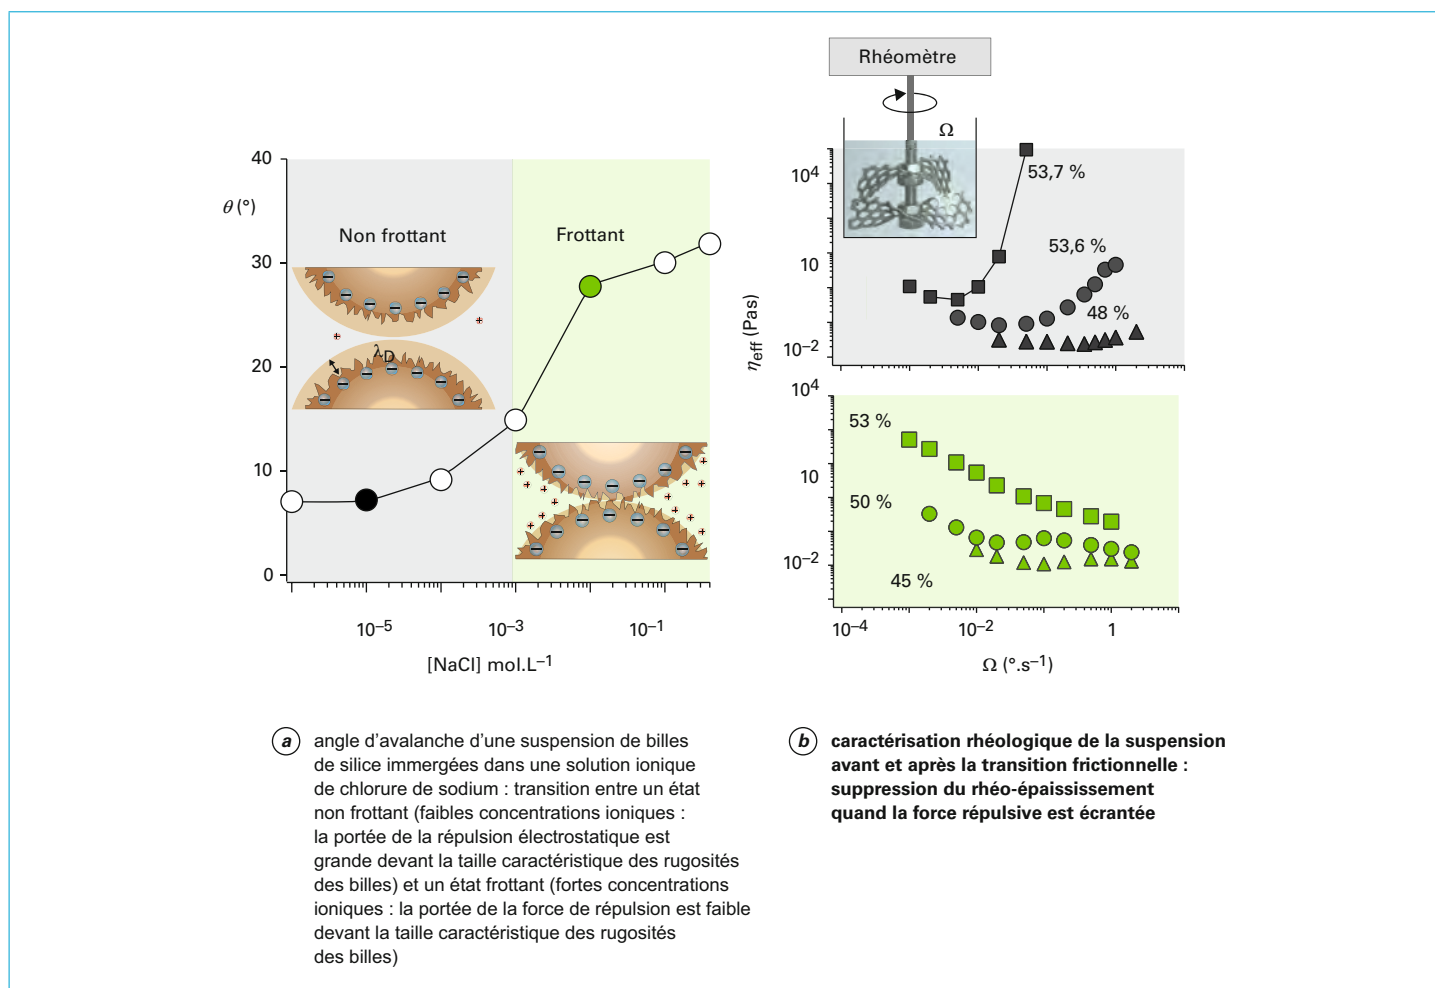 40
30
20
10
0
θ (°)
Non frottant
Frottant
λD
10–5
10–3
10–1
[NaCl] mol.L–1
Rhéomètre
Ω
53,7 %
53,6 %
48 %
104
10
10–2
ηeff (Pas)
53 %
50 %
45 %
104
10
10–2
10–4
10–2
1
Ω (°.s–1)
a angle d’avalanche d’une suspension de billes
de silice immergées dans une solution ionique
de chlorure de sodium : transition entre un état
non frottant (faibles concentrations ioniques :
la portée de la répulsion électrostatique est
grande devant la taille caractéristique des rugosités
des billes) et un état frottant (fortes concentrations
ioniques : la portée de la force de répulsion est faible
devant la taille caractéristique des rugosités
des billes)
b caractérisation rhéologique de la suspension
avant et après la transition frictionnelle :
suppression du rhéo-épaississement
quand la force répulsive est écrantée